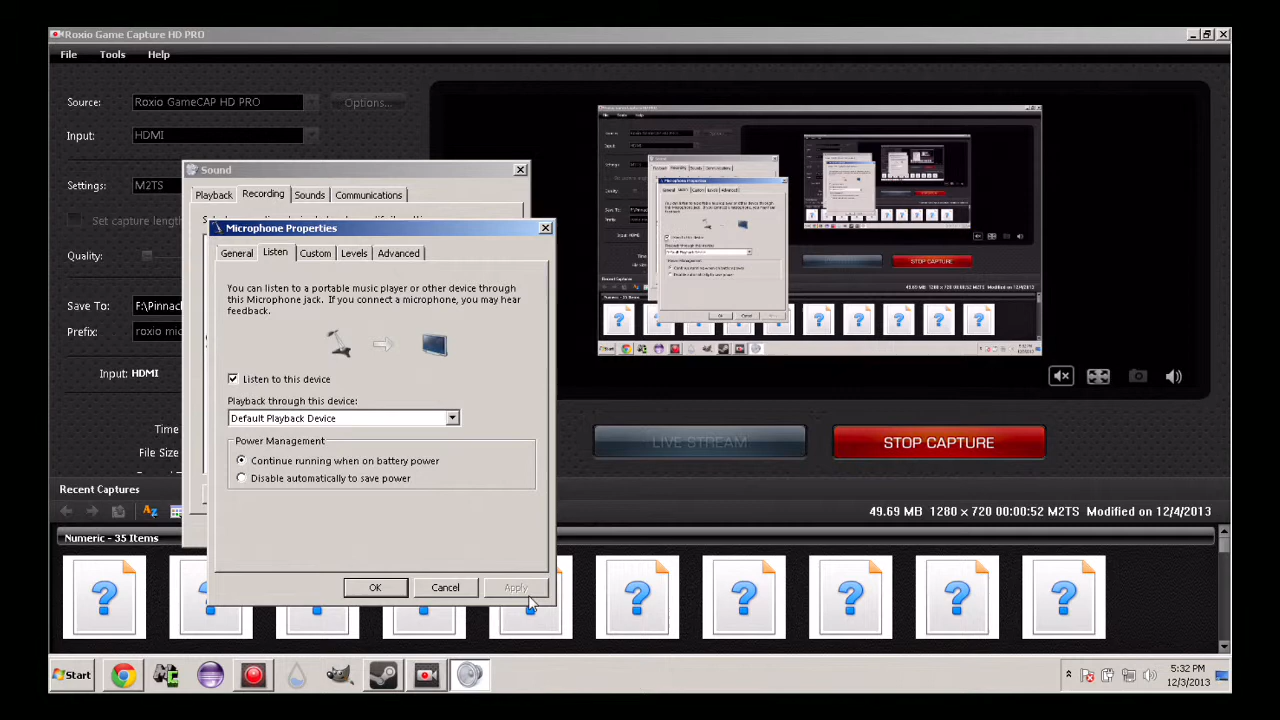 Roxio Game Capture HD PRO
File Tools Help
Source: Roxio GameCAP HD PRO Options...
Input: HDMI
Settings: M2TS
Set capture length
Quality:
Save To: F:\Pinnac
Prefix: roxio mic
Input: HDMI
Time
File Size
Sound
Playback Recording Sounds Communications
Microphone Properties
General Listen Custom Levels Advanced
You can listen to a portable music player or other device through
this Microphone jack. If you connect a microphone, you may hear
feedback.
Listen to this device
Playback through this device:
Default Playback Device
Power Management
Continue running when on battery power
Disable automatically to save power
OK Cancel Apply
LIVE STREAM STOP CAPTURE
Recent Captures
49.69 MB 1280 x 720 00:00:52 M2TS Modified on 12/4/2013
Numeric - 35 Items
Start
5:32 PM
12/3/2013